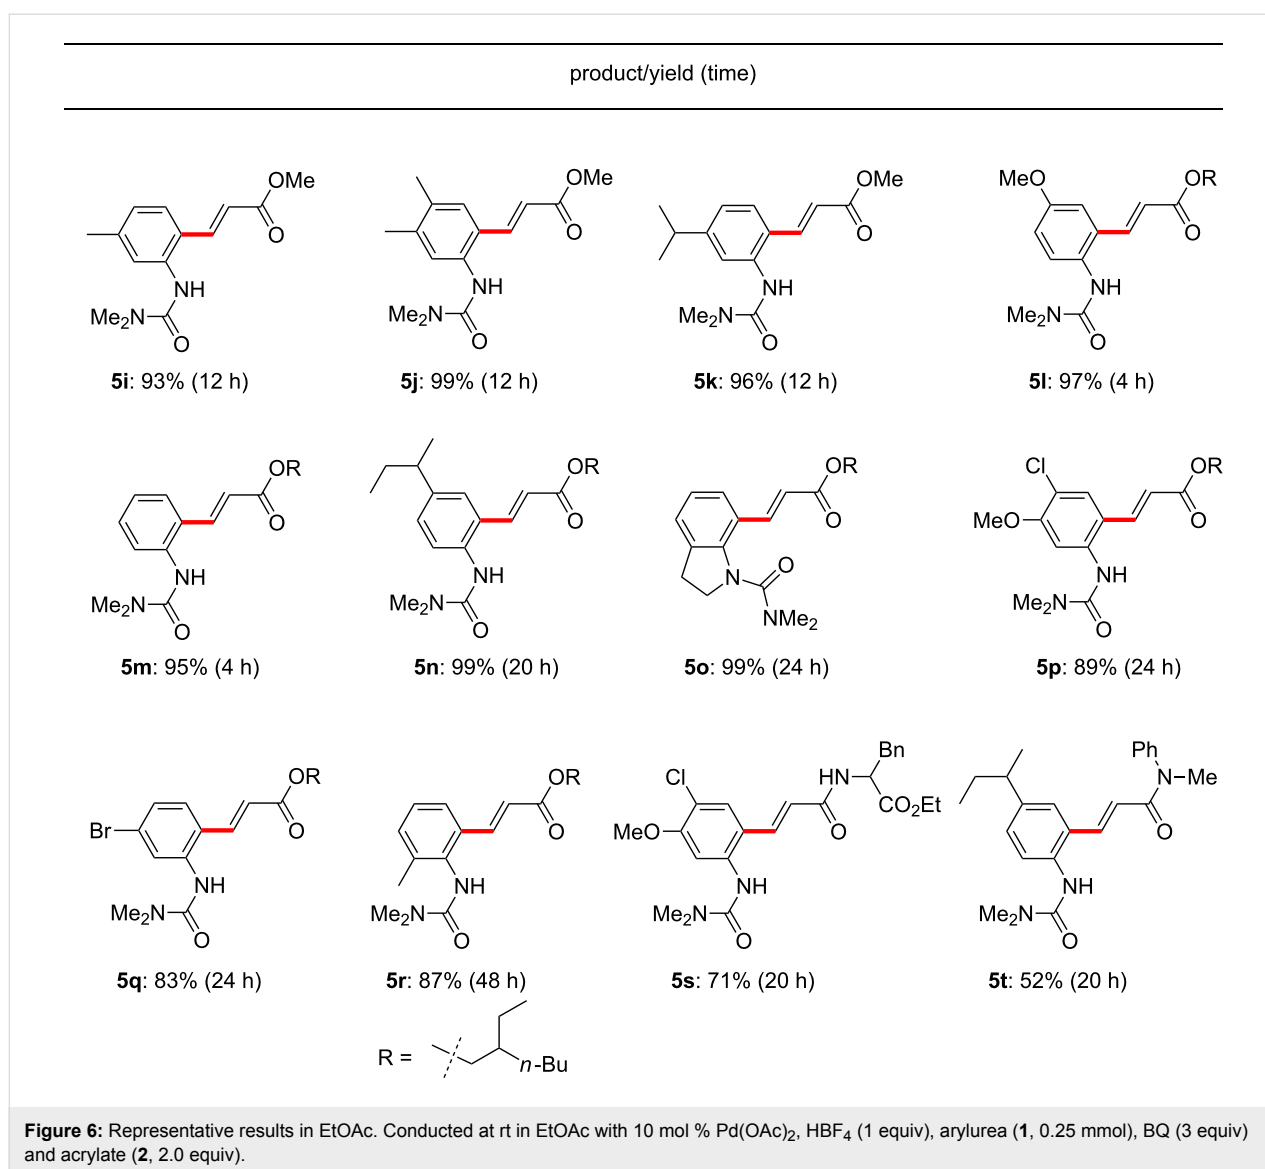 product/yield (time)
OMe
O
NH
Me2N
O
5i: 93% (12 h)
OMe
O
NH
Me2N
O
5j: 99% (12 h)
OMe
O
NH
Me2N
O
5k: 96% (12 h)
MeO
OR
O
NH
Me2N
O
5l: 97% (4 h)
OR
O
NH
Me2N
O
5m: 95% (4 h)
OR
O
NH
Me2N
O
5n: 99% (20 h)
OR
O
N
O
NMe2
5o: 99% (24 h)
Cl
OR
MeO
O
NH
Me2N
O
5p: 89% (24 h)
OR
Br
O
NH
Me2N
O
5q: 83% (24 h)
OR
O
NH
Me2N
O
5r: 87% (48 h)
Bn
Cl
HN
CO2Et
MeO
O
NH
Me2N
O
5s: 71% (20 h)
Ph
N
Me
O
NH
Me2N
O
5t: 52% (20 h)
R =
n-Bu
Figure 6: Representative results in EtOAc. Conducted at rt in EtOAc with 10 mol % Pd(OAc)2, HBF4 (1 equiv), arylurea (1, 0.25 mmol), BQ (3 equiv)
and acrylate (2, 2.0 equiv).